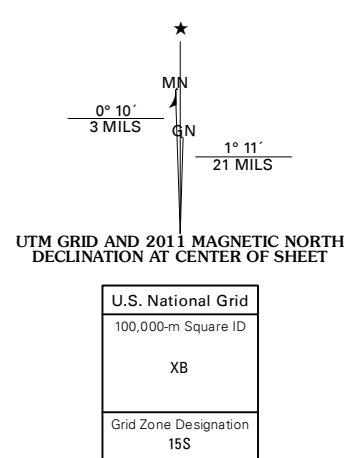 ★
MN
0° 10´
3 MILS
GN
1° 11´
21 MILS
UTM GRID AND 2011 MAGNETIC NORTH
DECLINATION AT CENTER OF SHEET
U.S. National Grid
100,000-m Square ID
XB
Grid Zone Designation
15S